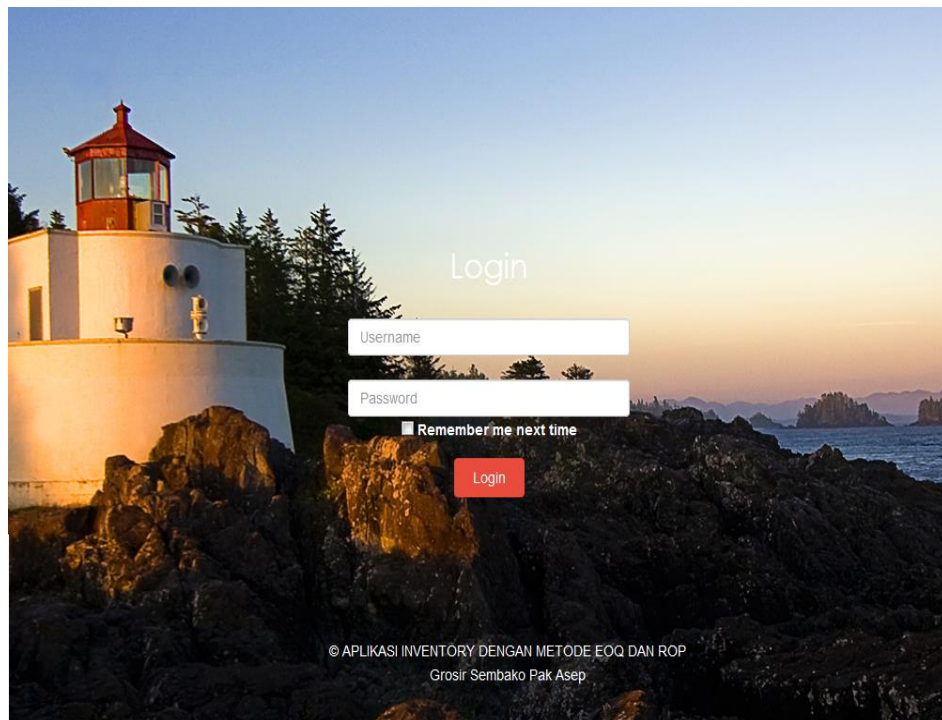 Login
Username
Password
Remember me next time
Login
© APLIKASI INVENTORY DENGAN METODE EOQ DAN ROP
Grosir Sembako Pak Asep